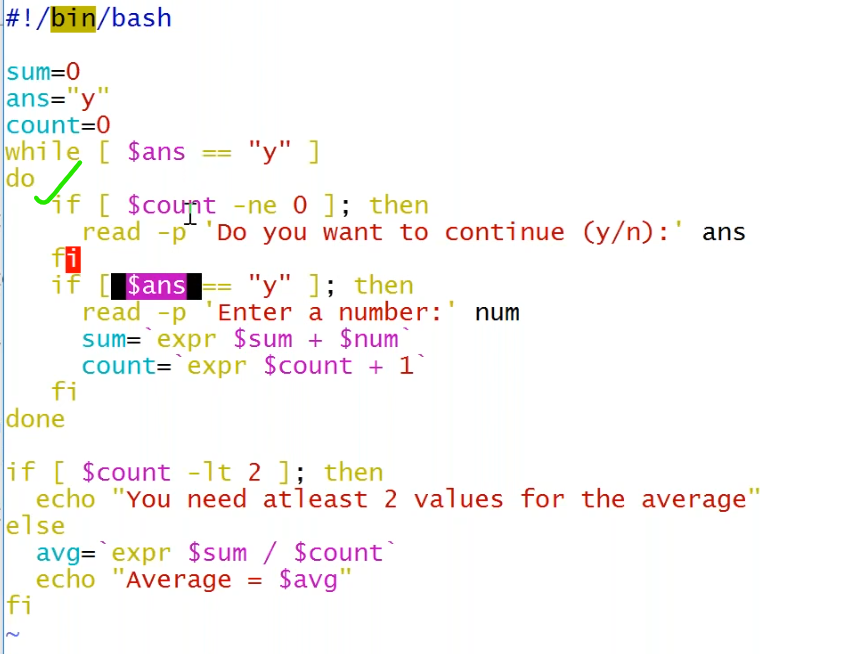 #!/bin/bash

sum=0
ans="y"
count=0
while [ $ans == "y" ]
do
   if [ $count -ne 0 ]; then
     read -p 'Do you want to continue (y/n):' ans
   fi
   if [ $ans == "y" ]; then
     read -p 'Enter a number:' num
     sum=`expr $sum + $num`
     count=`expr $count + 1`
   fi
done

if [ $count -lt 2 ]; then
  echo "You need atleast 2 values for the average"
else
  avg=`expr $sum / $count`
  echo "Average = $avg"
fi
~